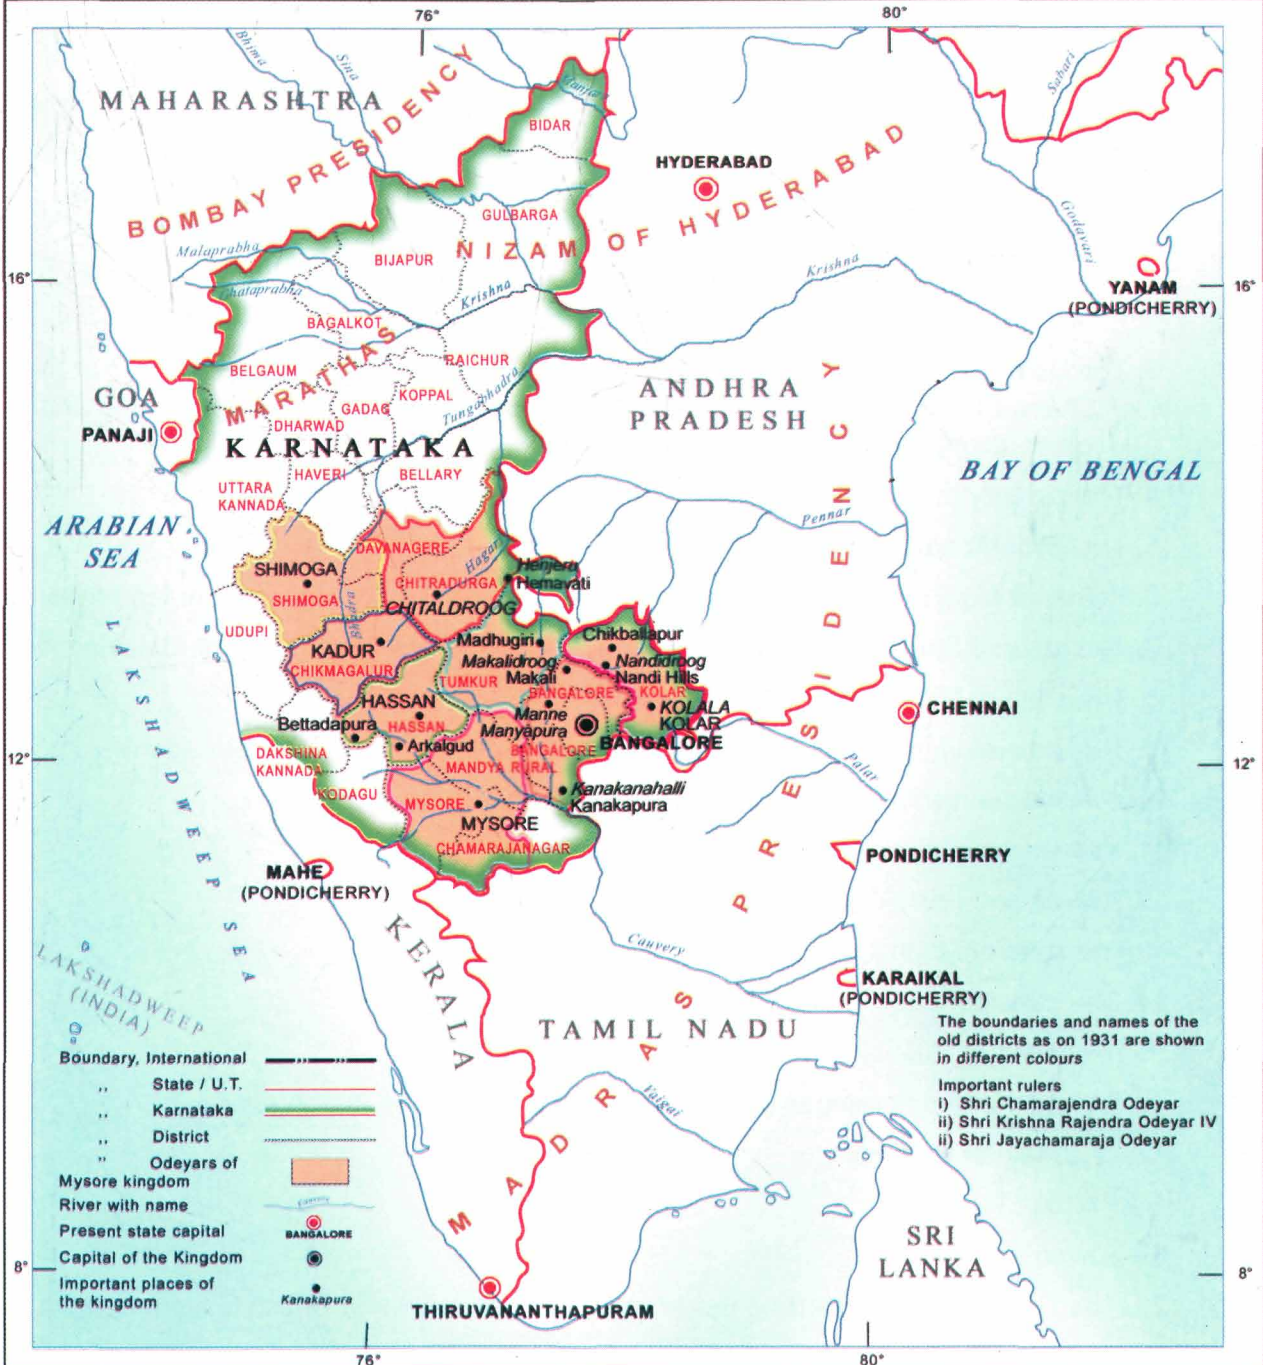 76°
80°
Bhima
Sina
Manjira
Sabari
MAHARASHTRA
BOMBAY PRESIDENCY
BIDAR
HYDERABAD
NIZAM OF HYDERABAD
GULBARGA
Godavari
Malaprabha
BIJAPUR
Ghataprabha
Krishna
Krishna
16°
16°
YANAM
(PONDICHERRY)
BAGALKOT
MARATHAS
RAICHUR
BELGAUM
KOPPAL
GADAG
Tungabhadra
DHARWAD
GOA
PANAJI
ANDHRA
PRADESH
KARNATAKA
HAVERI
BELLARY
UTTARA
KANNADA
BAY OF BENGAL
ARABIAN
SEA
Pennar
DAVANAGERE
Hagari
SHIMOGA
SHIMOGA
CHITRADURGA
CHITALDROOG
Henjera
Hemavati
Bhadra
UDUPI
KADUR
CHIKMAGALUR
Madhugiri
Chikballapur
Makalidroog
Makali
Nandidroog
Nandi Hills
TUMKUR
BANGALORE
KOLAR
KOLALA
KOLAR
HASSAN
HASSAN
Manne
Manyapura
BANGALORE
BANGALORE
RURAL
CHENNAI
Bettadapura
Arkalgud
DAKSHINA
KANNADA
MANDYA
12°
12°
Palar
KODAGU
MYSORE
MYSORE
Kanakanahalli
Kanakapura
CHAMARAJANAGAR
LAKSHADWEEP SEA
MAHE
(PONDICHERRY)
PONDICHERRY
MADRAS PRESIDENCY
KERALA
Cauvery
KARAIKAL
(PONDICHERRY)
LAKSHADWEEP
(INDIA)
TAMIL NADU
Vaigai
The boundaries and names of the
old districts as on 1931 are shown
in different colours
Important rulers
i) Shri Chamarajendra Odeyar
ii) Shri Krishna Rajendra Odeyar IV
ii) Shri Jayachamaraja Odeyar
Boundary, International
,, State / U.T.
,, Karnataka
,, District
,, Odeyars of
Mysore kingdom
River with name
Present state capital
BANGALORE
Capital of the Kingdom
Important places of
the kingdom
Kanakapura
SRI
LANKA
8°
8°
THIRUVANANTHAPURAM
76°
80°